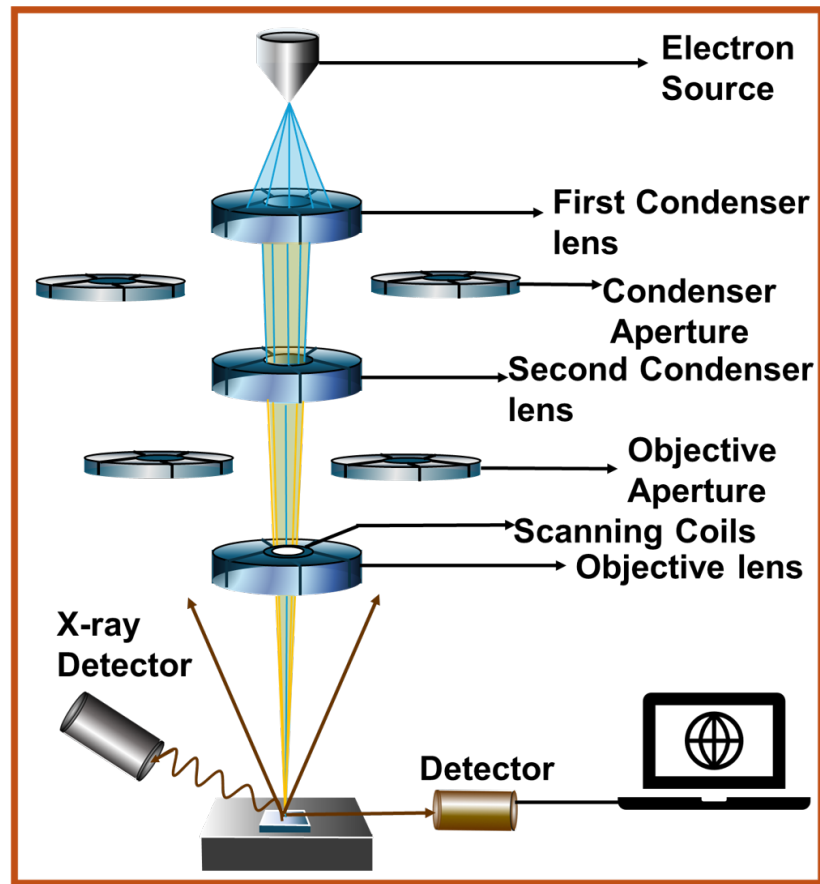 Electron
Source
First Condenser
lens
Condenser
Aperture
Second Condenser
lens
Objective
Aperture
Scanning Coils
Objective lens
X-ray
Detector
Detector